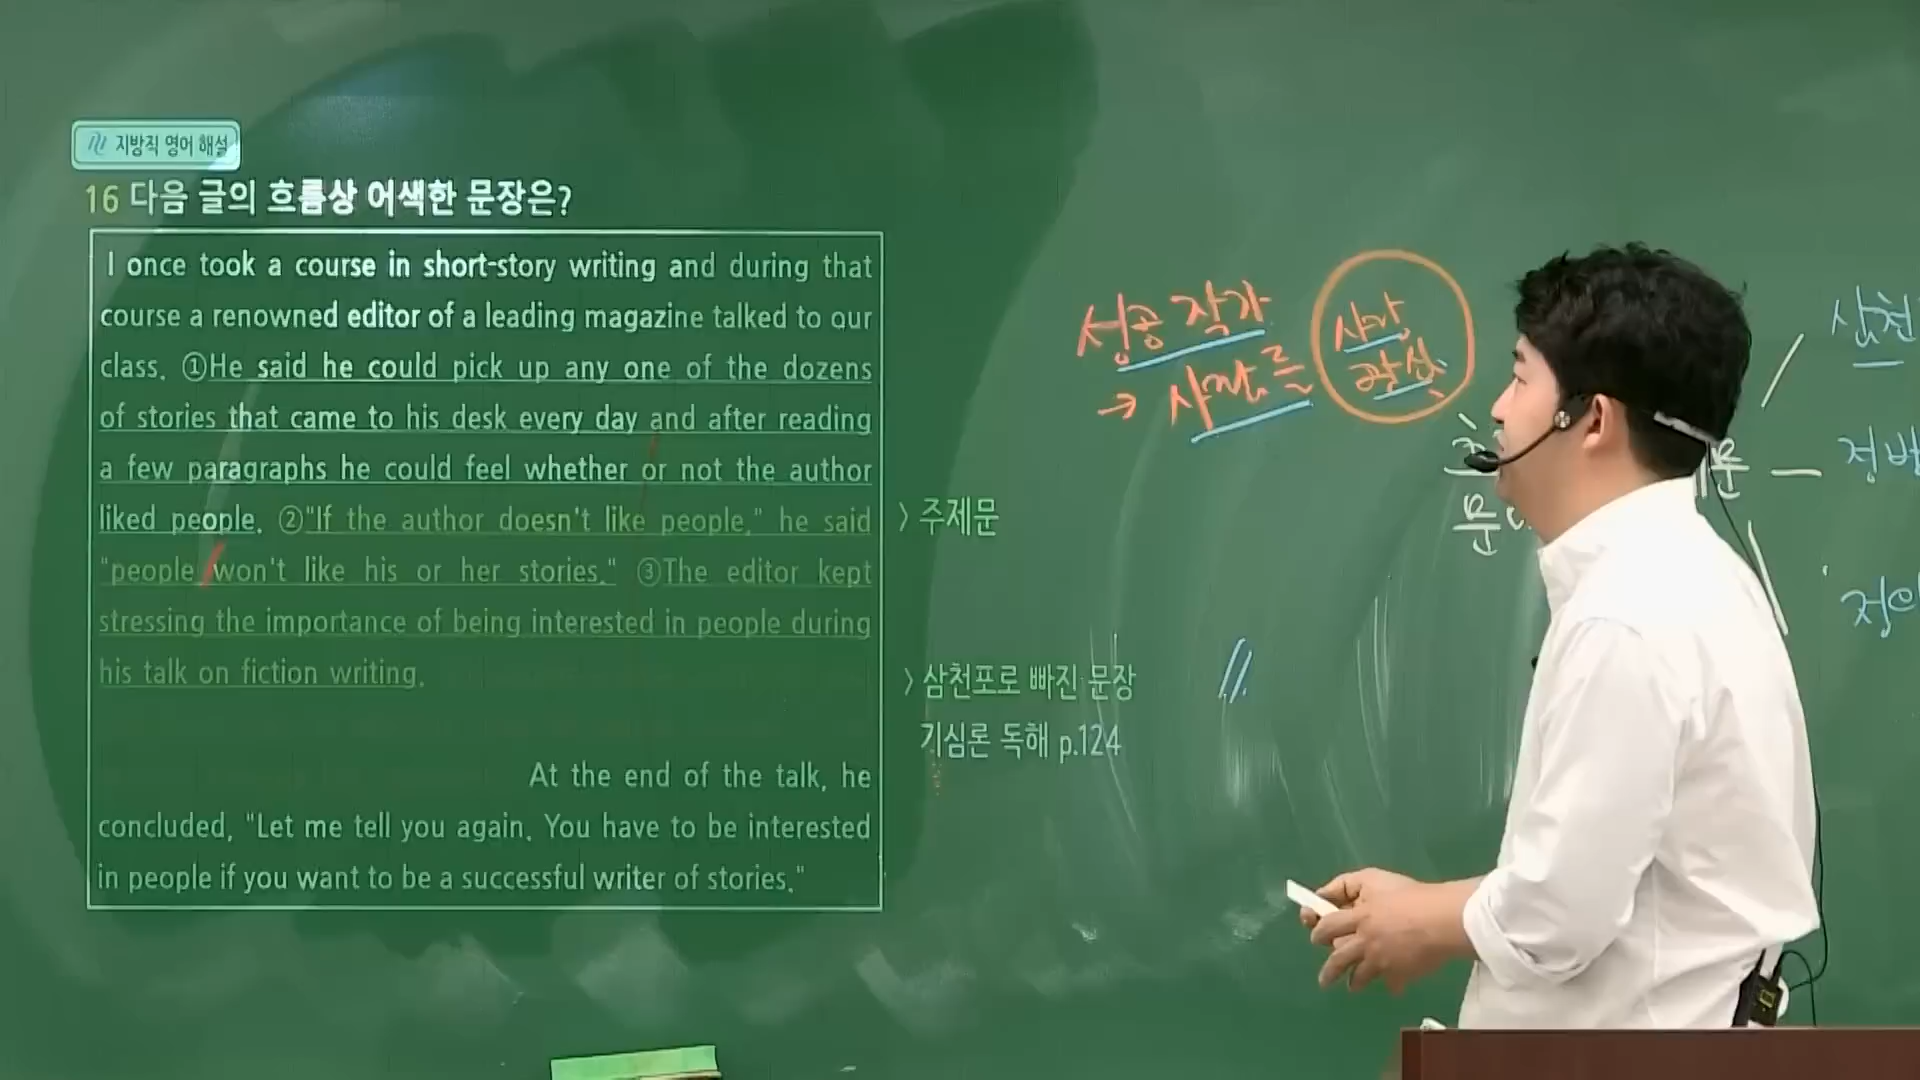 지방직 영어 해설
16 다음 글의 흐름상 어색한 문장은?
I once took a course in short-story writing and during that
course a renowned editor of a leading magazine talked to our
class. ①He said he could pick up any one of the dozens
of stories that came to his desk every day and after reading
a few paragraphs he could feel whether or not the author
liked people. ②"If the author doesn't like people," he said
"people won't like his or her stories." ③The editor kept
stressing the importance of being interested in people during
his talk on fiction writing.
At the end of the talk, he
concluded, "Let me tell you again. You have to be interested
in people if you want to be a successful writer of stories."
> 주제문
> 삼천포로 빠진 문장
기심론 독해 p.124
성공 작가
→ 사람
사람
관심
삼천
정반